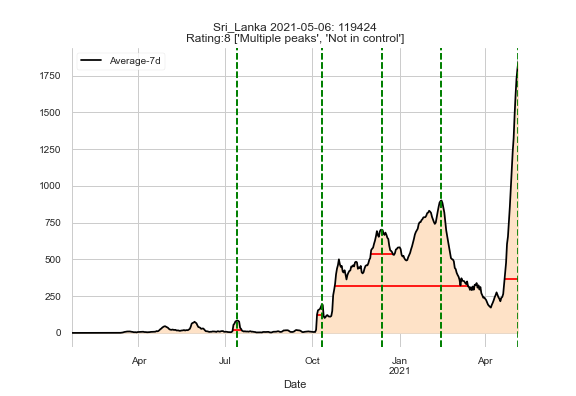 Sri_Lanka 2021-05-06: 119424
Rating:8 ['Multiple peaks', 'Not in control']
Average-7d
1750
1500
1250
1000
750
500
250
0
Apr
Jul
Oct
Jan
2021
Apr
Date